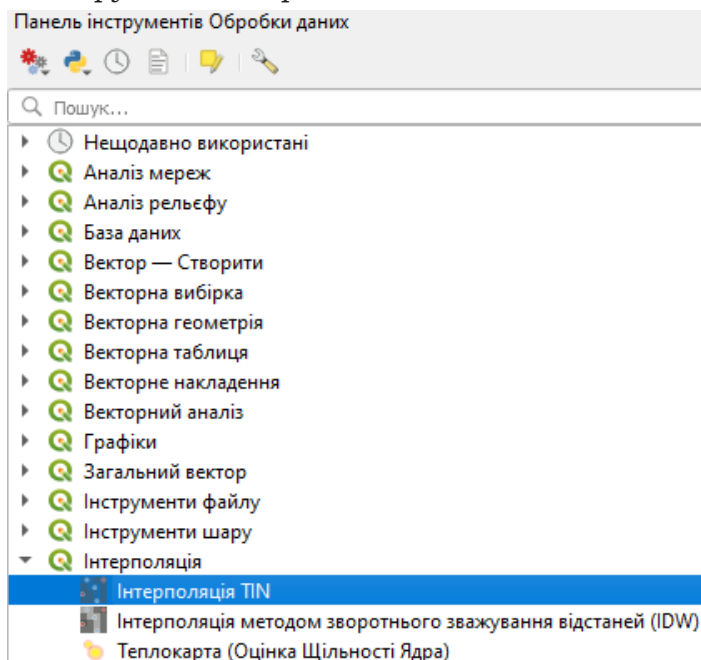 Панель інструментів Обробки даних
Пошук...
Нещодавно використані
Аналіз мереж
Аналіз рельєфу
База даних
Вектор — Створити
Векторна вибірка
Векторна геометрія
Векторна таблиця
Векторне накладення
Векторний аналіз
Графіки
Загальний вектор
Інструменти файлу
Інструменти шару
Інтерполяція
Інтерполяція TIN
Інтерполяція методом зворотнього зважування відстаней (IDW)
Теплокарта (Оцінка Щільності Ядра)